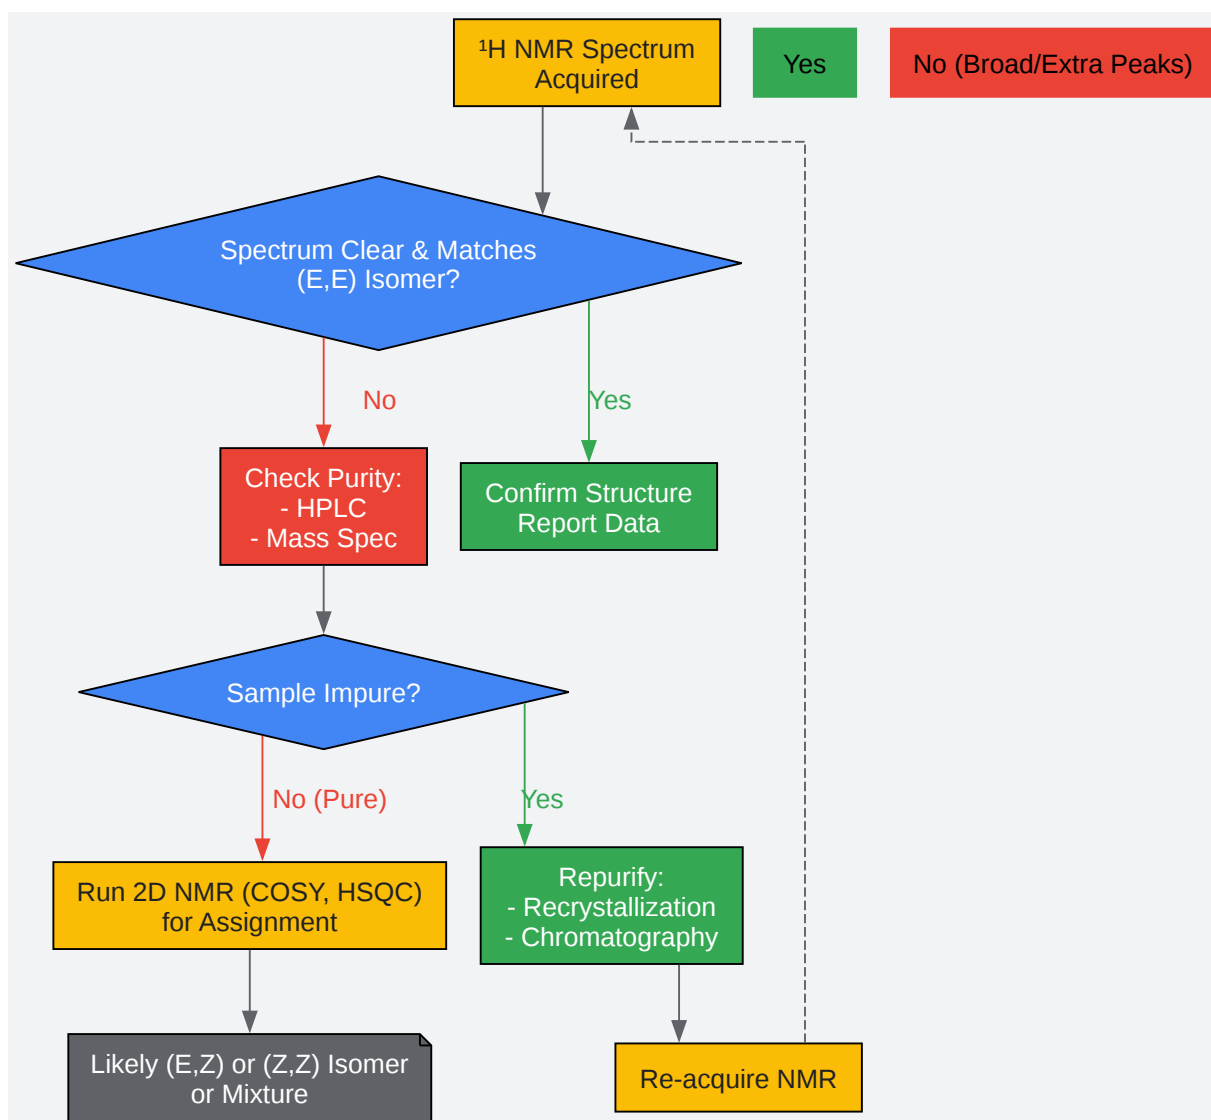 ¹H NMR Spectrum
Acquired
Yes
No (Broad/Extra Peaks)
Spectrum Clear & Matches
(E,E) Isomer?
No
Yes
Check Purity:
- HPLC
- Mass Spec
Confirm Structure
Report Data
Sample Impure?
No (Pure)
Yes
Run 2D NMR (COSY, HSQC)
for Assignment
Repurify:
- Recrystallization
- Chromatography
Likely (E,Z) or (Z,Z) Isomer
or Mixture
Re-acquire NMR